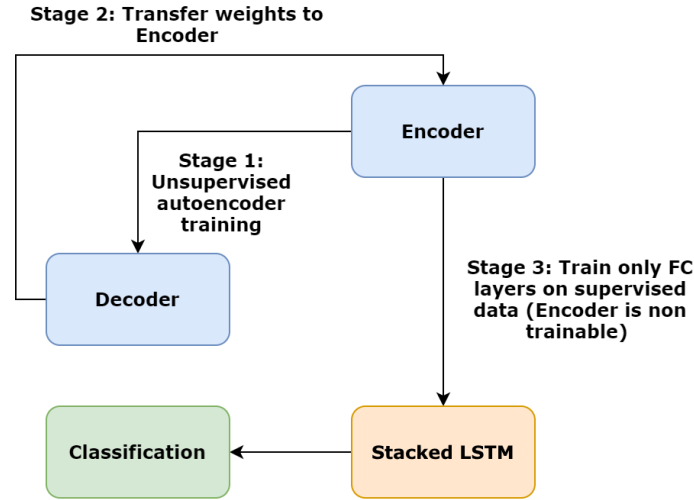 Stage 2: Transfer weights to
Encoder
Encoder
Stage 1:
Unsupervised
autoencoder
training
Decoder
Stage 3: Train only FC
layers on supervised
data (Encoder is non
trainable)
Classification
Stacked LSTM